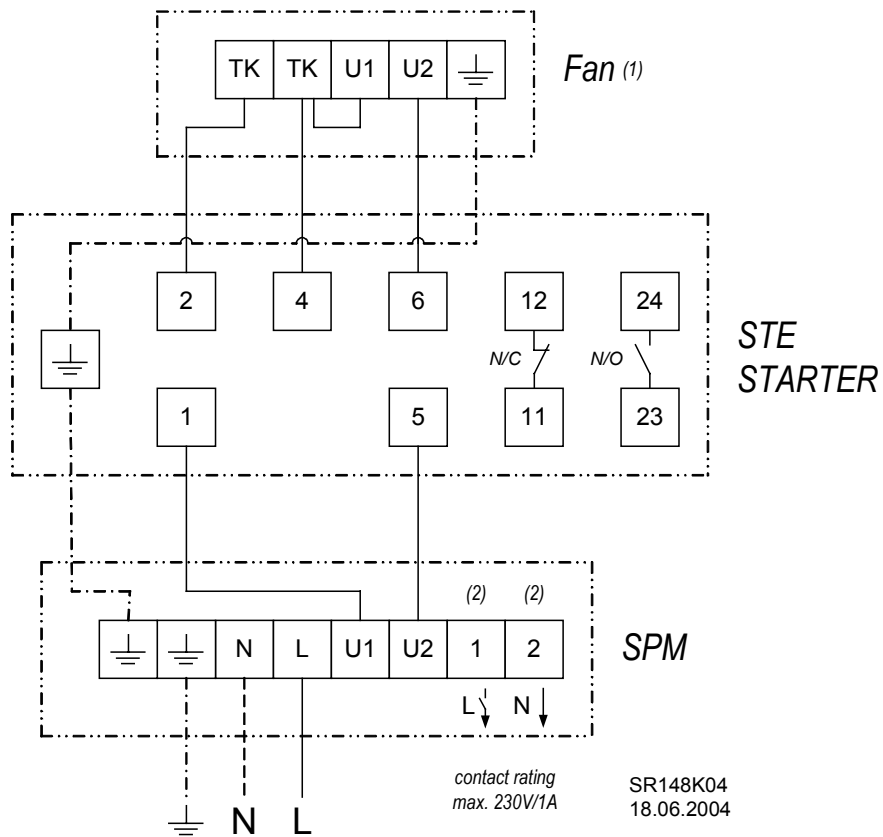 TK TK U1 U2
Fan (1)
2 4 6 12 24
N/C N/O
STE
STARTER
1 5 11 23
(2) (2)
N L U1 U2 1 2
SPM
L N
contact rating
max. 230V/1A
SR148K04
18.06.2004
N L